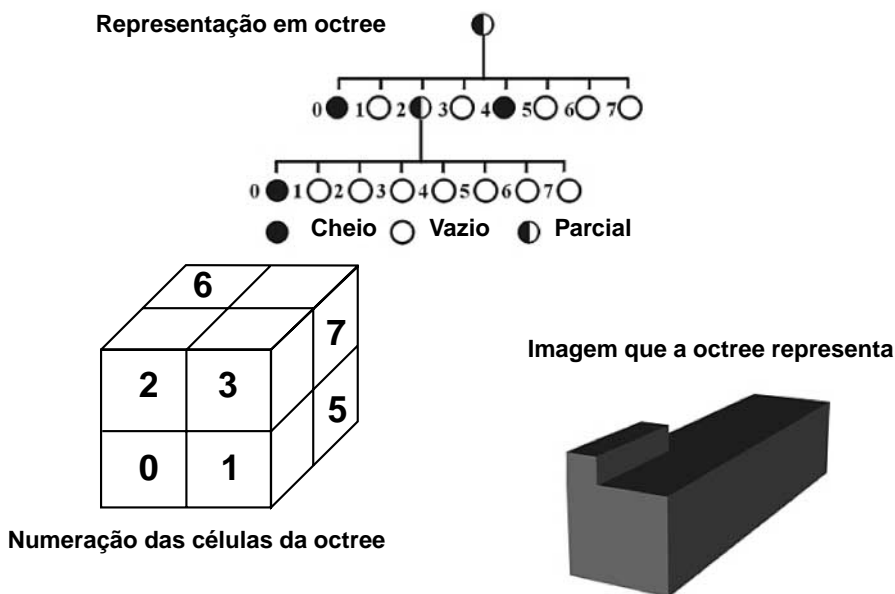 Representação em octree
0 1 2 3 4 5 6 7
0 1 2 3 4 5 6 7
Cheio Vazio Parcial
6
7
2 3
5
0 1
Numeração das células da octree
Imagem que a octree representa